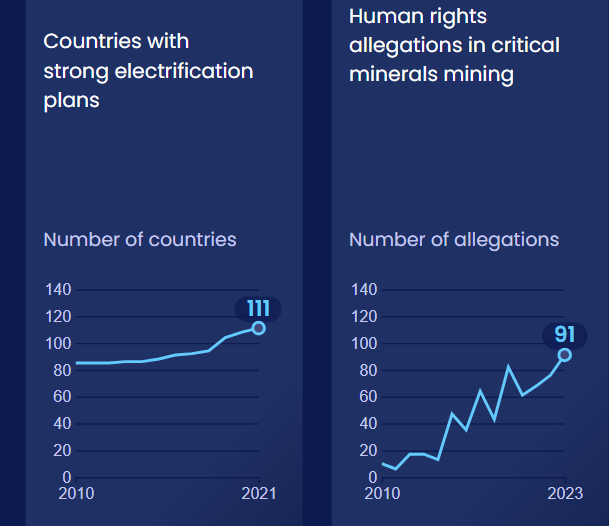 Countries with
strong electrification
plans
Number of countries
140
120
100
80
60
40
20
0
111
2010
2021
Human rights
allegations in critical
minerals mining
Number of allegations
140
120
100
80
60
40
20
0
91
2010
2023